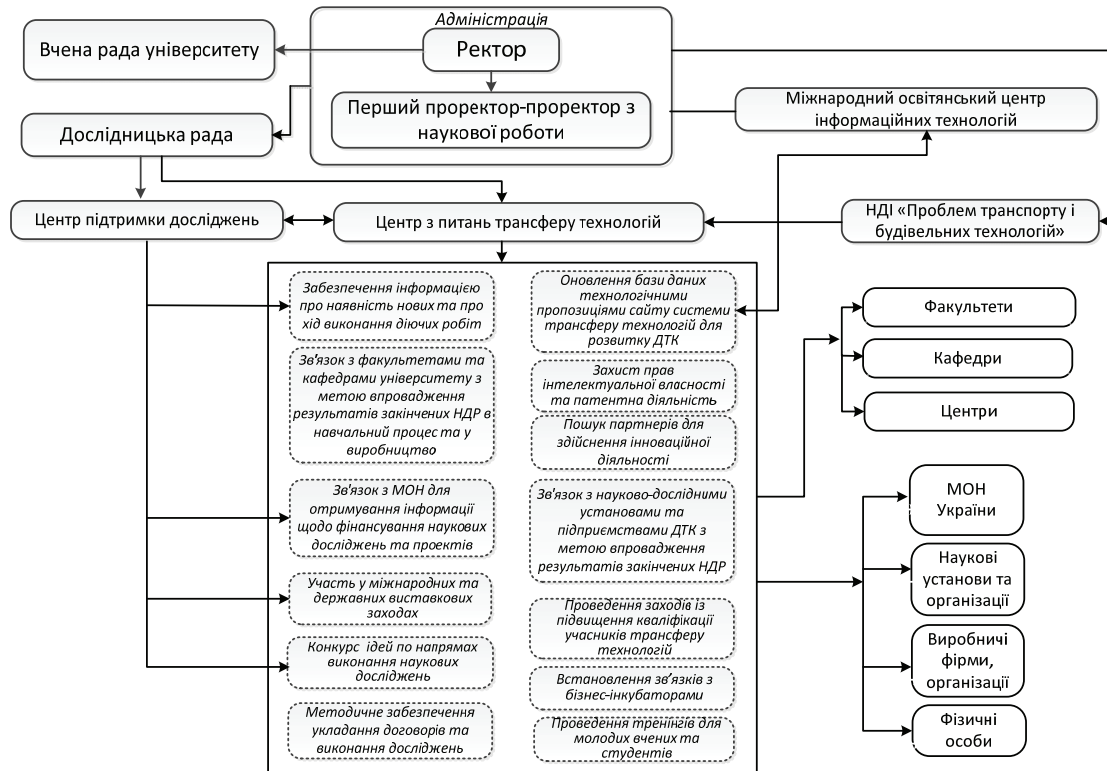 Адміністрація
Вчена рада університету
Ректор
Перший проректор-проректор з
наукової роботи
Міжнародний освітянський центр
інформаційних технологій
Дослідницька рада
Центр підтримки досліджень
Центр з питань трансферу технологій
НДІ «Проблем транспорту і
будівельних технологій»
Забезпечення інформацією
про наявність нових та про
хід виконання діючих робіт
Зв'язок з факультетами та
кафедрами університету з
метою впровадження
результатів закінчених НДР в
навчальний процес та у
виробництво
Зв'язок з МОН для
отримування інформації
щодо фінансування наукових
досліджень та проектів
Участь у міжнародних та
державних виставкових
заходах
Конкурс ідей по напрямах
виконання наукових
досліджень
Методичне забезпечення
укладання договорів та
виконання досліджень
Оновлення бази даних
технологічними
пропозиціями сайту системи
трансферу технологій для
розвитку ДТК
Захист прав
інтелектуальної власності
та патентна діяльність
Пошук партнерів для
здійснення інноваційної
діяльності
Зв'язок з науково-дослідними
установами та
підприємствами ДТК з
метою впровадження
результатів закінчених НДР
Проведення заходів із
підвищення кваліфікації
учасників трансферу
технологій
Встановлення зв'язків з
бізнес-інкубаторами
Проведення тренінгів для
молодих вчених та
студентів
Факультети
Кафедри
Центри
МОН
України
Наукові
установи та
організації
Виробничі
фірми,
організації
Фізичні
особи